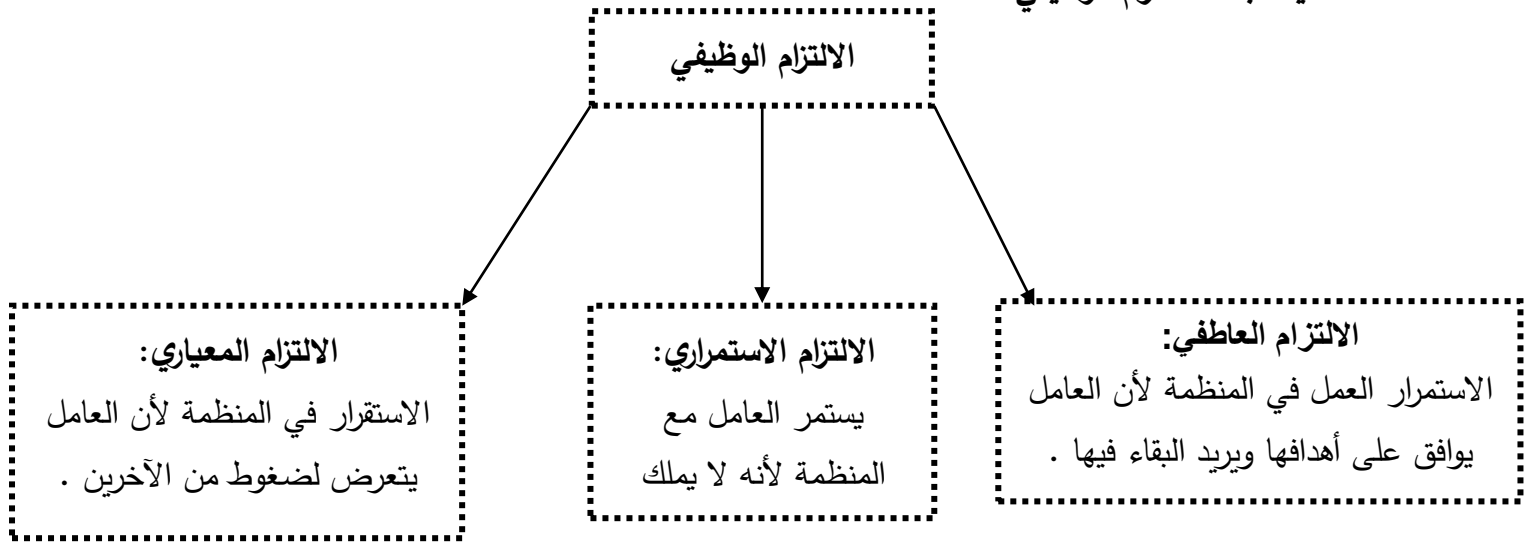 الالتزام الوظيفي
الالتزام العاطفي:
الاستمرار العمل في المنظمة لأن العامل
يوافق على أهدافها ويريد البقاء فيها .
الالتزام الاستمراري:
يستمر العامل مع
المنظمة لأنه لا يملك
الالتزام المعياري:
الاستقرار في المنظمة لأن العامل
يتعرض لضغوط من الآخرين .